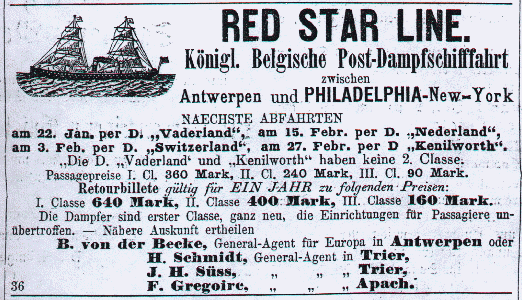 RED STAR LINE.
Königl. Belgische Post-Dampfschifffahrt
zwischen
Antwerpen und PHILADELPHIA-New-York
NAECHSTE ABFAHRTEN
am 22. Jan. per D. „Vaderland“, am 15. Febr. per D „Nederland“,
am 3. Feb. per D. „Switzerland“, am 27. Febr. per D „Kenilworth“.
„Die D. „Vaderland‘ und „Kenilworth“ haben keine 2. Classe.
Passagepreise I. Cl. 360 Mark, II. Cl. 240 Mark, III. Cl. 90 Mark.
Retourbillete gültig für EIN JAHR zu folgenden Preisen:
I. Classe 640 Mark, II. Classe 400 Mark, III. Classe 160 Mark.
Die Dampfer sind erster Classe, ganz neu, die Einrichtungen für Passagiere un-
übertroffen. — Nähere Auskunft ertheilen
B. von der Becke, General-Agent für Europa in Antwerpen oder
H. Schmidt, General-Agent in Trier,
J. H. Süss, „ „ „ Trier,
F. Gregoire, „ „ „ Apach.
36